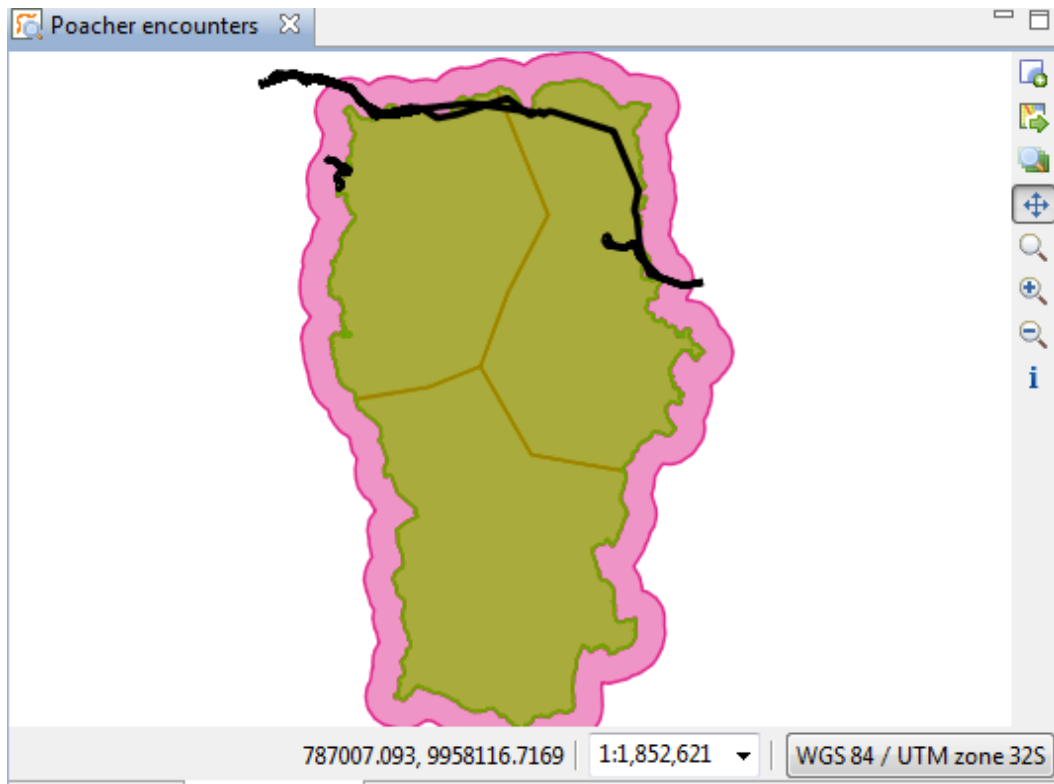 Poacher encounters
787007.093, 9958116.7169 1:1,852,621 WGS 84 / UTM zone 32S